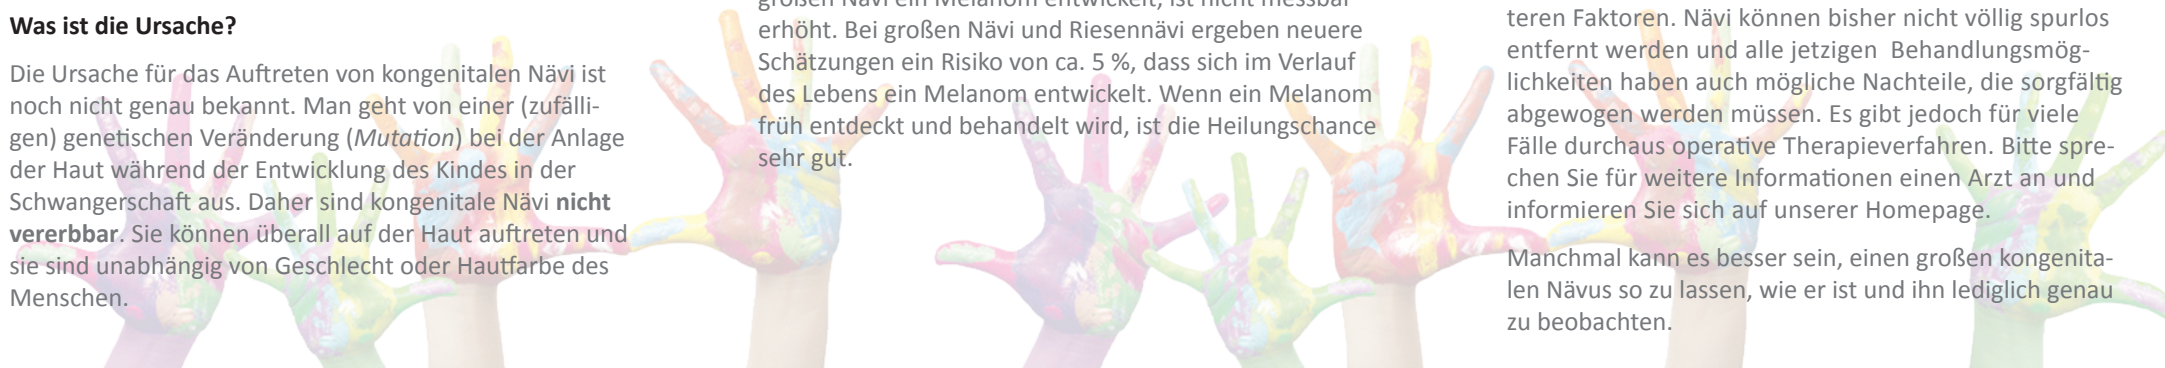 Was ist die Ursache?
Die Ursache für das Auftreten von kongenitalen Nävi ist
noch nicht genau bekannt. Man geht von einer (zufälli-
gen) genetischen Veränderung (Mutation) bei der Anlage
der Haut während der Entwicklung des Kindes in der
Schwangerschaft aus. Daher sind kongenitale Nävi nicht
vererbbar. Sie können überall auf der Haut auftreten und
sie sind unabhängig von Geschlecht oder Hautfarbe des
Menschen.
großen Nävi ein Melanom entwickelt, ist nicht messbar
erhöht. Bei großen Nävi und Riesennävi ergeben neuere
Schätzungen ein Risiko von ca. 5 %, dass sich im Verlauf
des Lebens ein Melanom entwickelt. Wenn ein Melanom
früh entdeckt und behandelt wird, ist die Heilungschance
sehr gut.
teren Faktoren. Nävi können bisher nicht völlig spurlos
entfernt werden und alle jetzigen Behandlungsmög-
lichkeiten haben auch mögliche Nachteile, die sorgfältig
abgewogen werden müssen. Es gibt jedoch für viele
Fälle durchaus operative Therapieverfahren. Bitte spre-
chen Sie für weitere Informationen einen Arzt an und
informieren Sie sich auf unserer Homepage.
Manchmal kann es besser sein, einen großen kongenita-
len Nävus so zu lassen, wie er ist und ihn lediglich genau
zu beobachten.